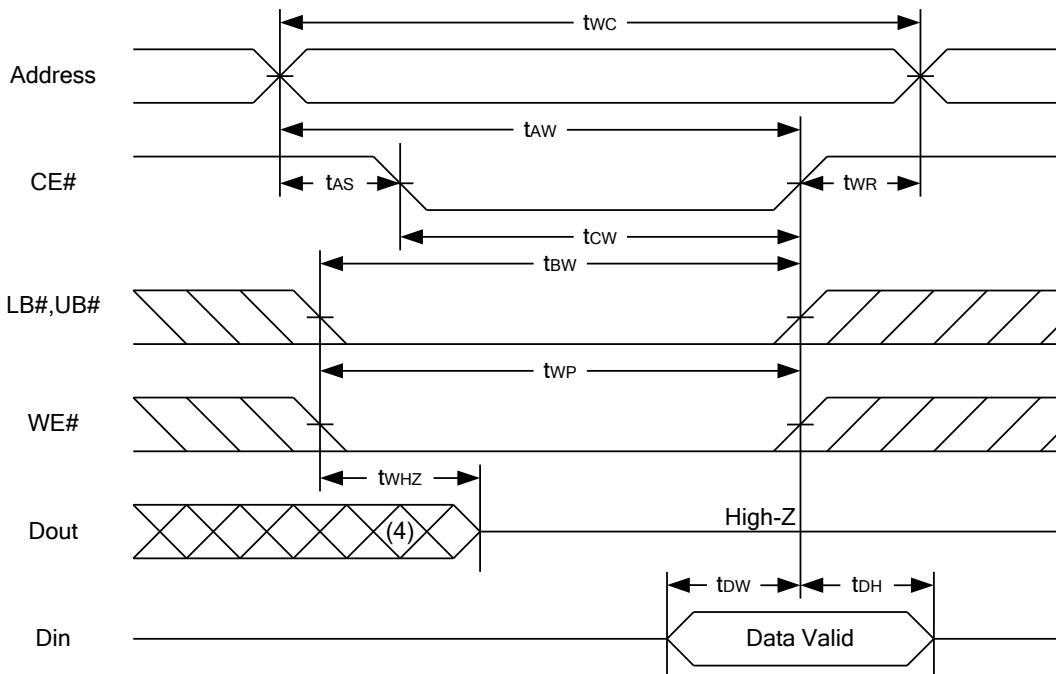 tWC
Address
tAW
CE#
tAS
tWR
tCW
tBW
LB#,UB#
tWP
WE#
tWHZ
Dout
(4)
High-Z
tDW
tDH
Din
Data Valid